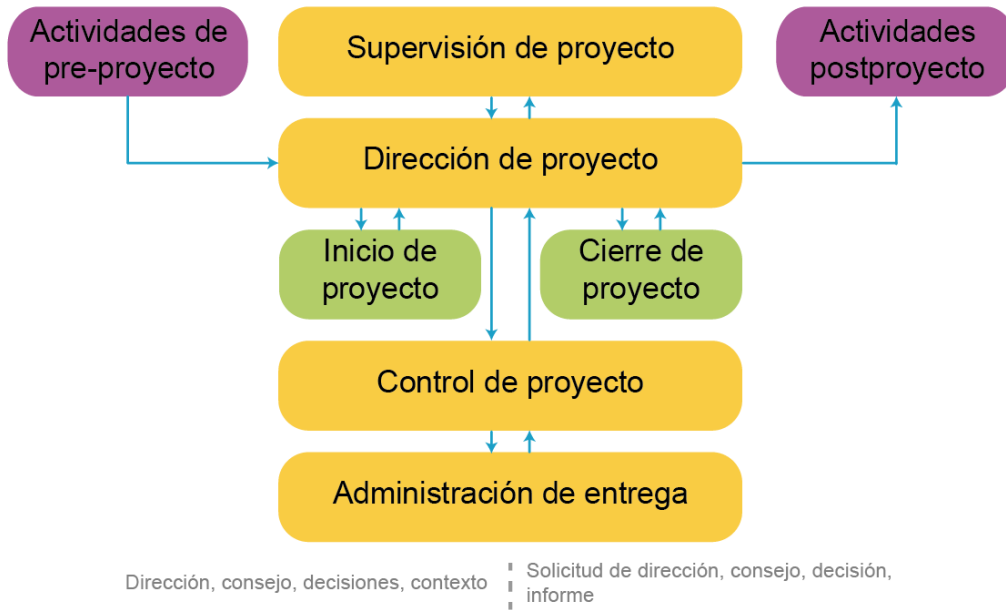 Actividades de
pre-proyecto
Supervisión de proyecto
Actividades
postproyecto
Dirección de proyecto
Inicio de
proyecto
Cierre de
proyecto
Control de proyecto
Administración de entrega
Dirección, consejo, decisiones, contexto
Solicitud de dirección, consejo, decisión,
informe